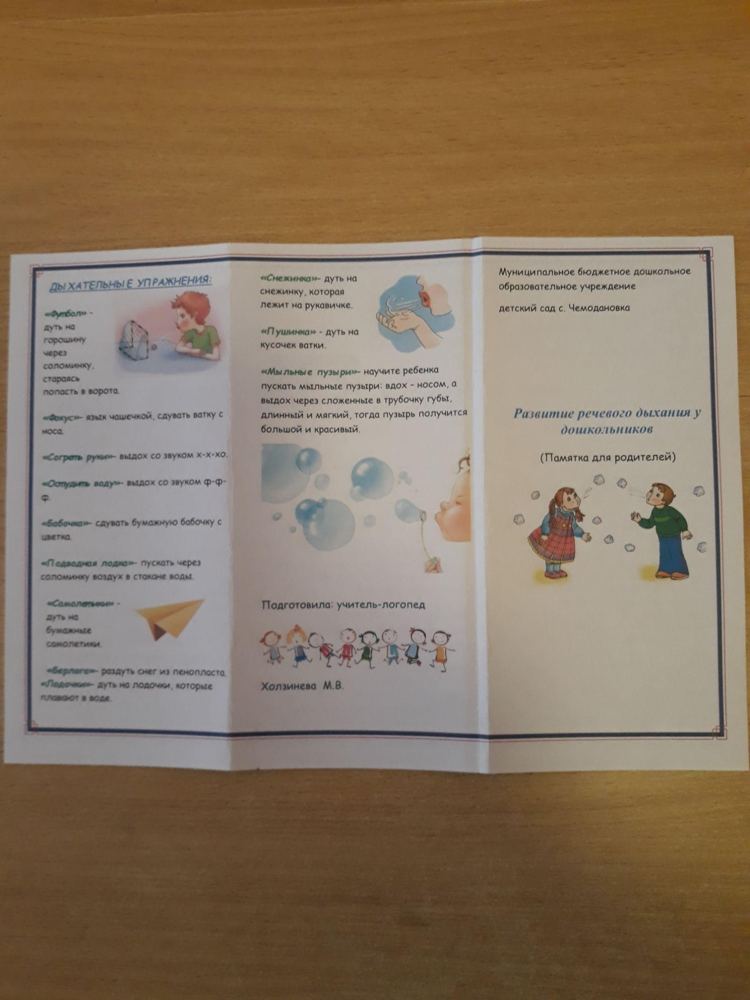 ДЫХАТЕЛЬНЫЕ УПРАЖНЕНИЯ:
«Футбол» -
дуть на
горошину
через
соломинку,
стараясь
попасть в ворота.
«Фокус»- язык чашечкой, сдувать ватку с
носа.
«Согреть руки»- выдох со звуком х-х-хо.
«Остудить воду»- выдох со звуком ф-ф-
ф.
«Бабочка»- сдувать бумажную бабочку с
цветка.
«Подводная лодка»- пускать через
соломинку воздух в стакане воды.
«Самолетики» -
дуть на
бумажные
самолетики.
«Берлога»- раздуть снег из пенопласта.
«Лодочки»- дуть на лодочки, которые
плавают в воде.
«Снежинка»- дуть на
снежинку, которая
лежит на рукавичке.
«Пушинка» - дуть на
кусочек ватки.
«Мыльные пузыри»- научите ребенка
пускать мыльные пузыри: вдох – носом, а
выдох через сложенные в трубочку губы,
длинный и мягкий, тогда пузырь получится
большой и красивый.
Подготовила: учитель-логопед
Холзинева М.В.
Муниципальное бюджетное дошкольное
образовательное учреждение
детский сад с. Чемодановка
Развитие речевого дыхания у
дошкольников
(Памятка для родителей)